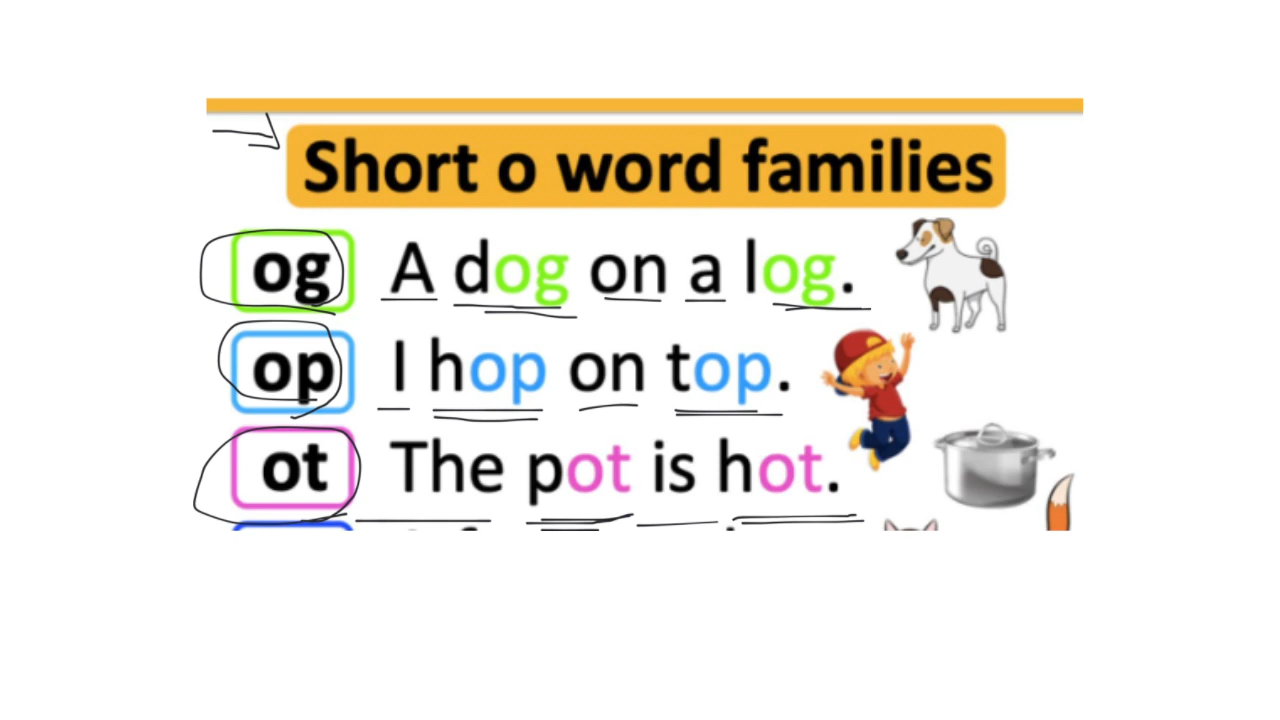 Short o word families
og A dog on a log.
op I hop on top.
ot The pot is hot.